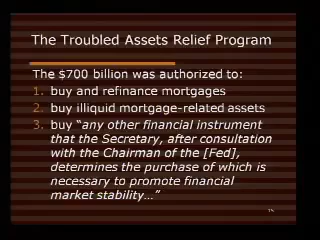 The Troubled Assets Relief Program
The $700 billion was authorized to:
1. buy and refinance mortgages
2. buy illiquid mortgage-related assets
3. buy “any other financial instrument
that the Secretary, after consultation
with the Chairman of the [Fed],
determines the purchase of which is
necessary to promote financial
market stability…”